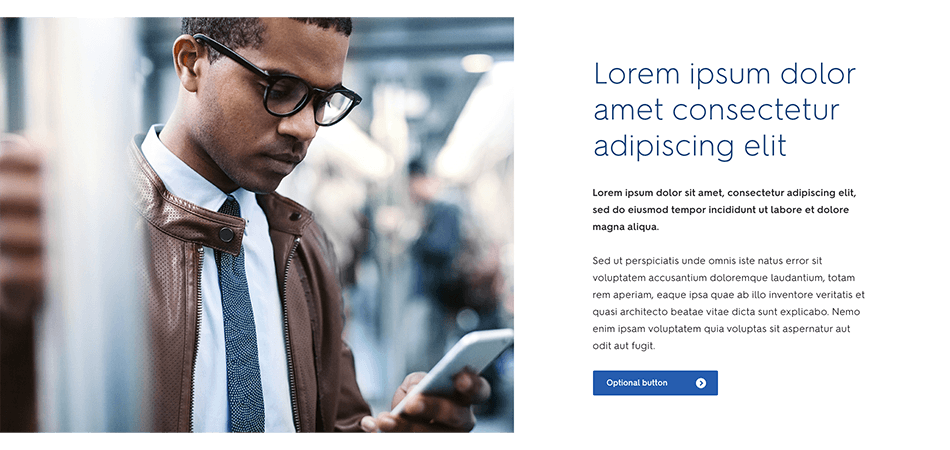 Lorem ipsum dolor
amet consectetur
adipiscing elit
Lorem ipsum dolor sit amet, consectetur adipiscing elit,
sed do eiusmod tempor incididunt ut labore et dolore
magna aliqua.
Sed ut perspiciatis unde omnis iste natus error sit
voluptatem accusantium doloremque laudantium, totam
rem aperiam, eaque ipsa quae ab illo inventore veritatis et
quasi architecto beatae vitae dicta sunt explicabo. Nemo
enim ipsam voluptatem quia voluptas sit aspernatur aut
odit aut fugit.
Optional button